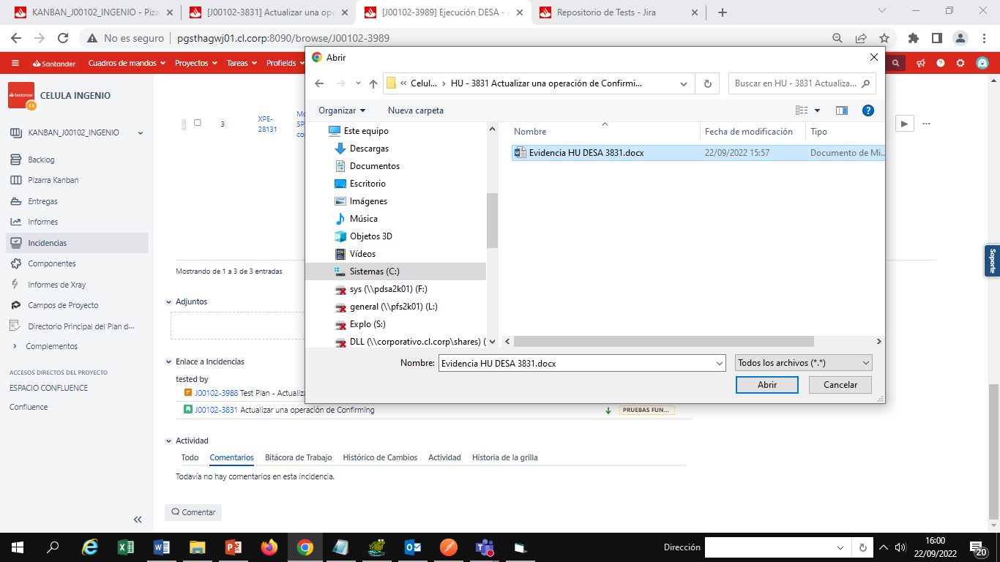 KANBAN_J00102_INGENIO - Piza
[J00102-3831] Actualizar una ope
[J00102-3989] Ejecución DESA - A
Repositorio de Tests - Jira
No es seguro
pgsthagwj01.cl.corp:8090/browse/J00102-3989
Santander
Cuadros de mandos
Proyectos
Tareas
Profields
CELULA INGENIO
KANBAN_J00102_INGENIO
Backlog
Pizarra Kanban
Entregas
Informes
Incidencias
Componentes
Informes de Xray
Campos de Proyecto
Directorio Principal del Plan d...
Complementos
ACCESOS DIRECTOS DEL PROYECTO
ESPACIO CONFLUENCE
Confluence
3
XPE-
28131
Mo
SP
co
Mostrando de 1 a 3 de 3 entradas
Adjuntos
Enlace a Incidencias
tested by
J00102-3988 Test Plan - Actualiza
J00102-3831 Actualizar una operación de Confirming
PRUEBAS FUN...
Actividad
Todo
Comentarios
Bitácora de Trabajo
Histórico de Cambios
Actividad
Historia de la grilla
Todavía no hay comentarios en esta incidencia.
Comentar
Soporte
Abrir
Celul...
HU - 3831 Actualizar una operación de Confirmi...
Buscar en HU - 3831 Actualiza...
Organizar
Nueva carpeta
Este equipo
Descargas
Documentos
Escritorio
Imágenes
Música
Objetos 3D
Vídeos
Sistemas (C:)
sys (\\pdsa2k01) (F:)
general (\\pfs2k01) (L:)
Explo (S:)
DLL (\\corporativo.cl.corp\shares) (
Nombre
Fecha de modificación
Tipo
Evidencia HU DESA 3831.docx
22/09/2022 15:57
Documento de Mi...
Nombre:
Evidencia HU DESA 3831.docx
Todos los archivos (*.*)
Abrir
Cancelar
Dirección
16:00
22/09/2022
20